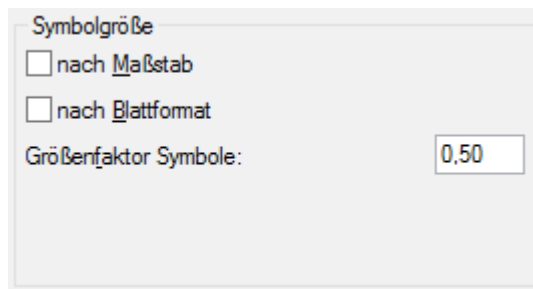 Symbolgröße
nach Maßstab
nach Blattformat
Größenfaktor Symbole: 0,50